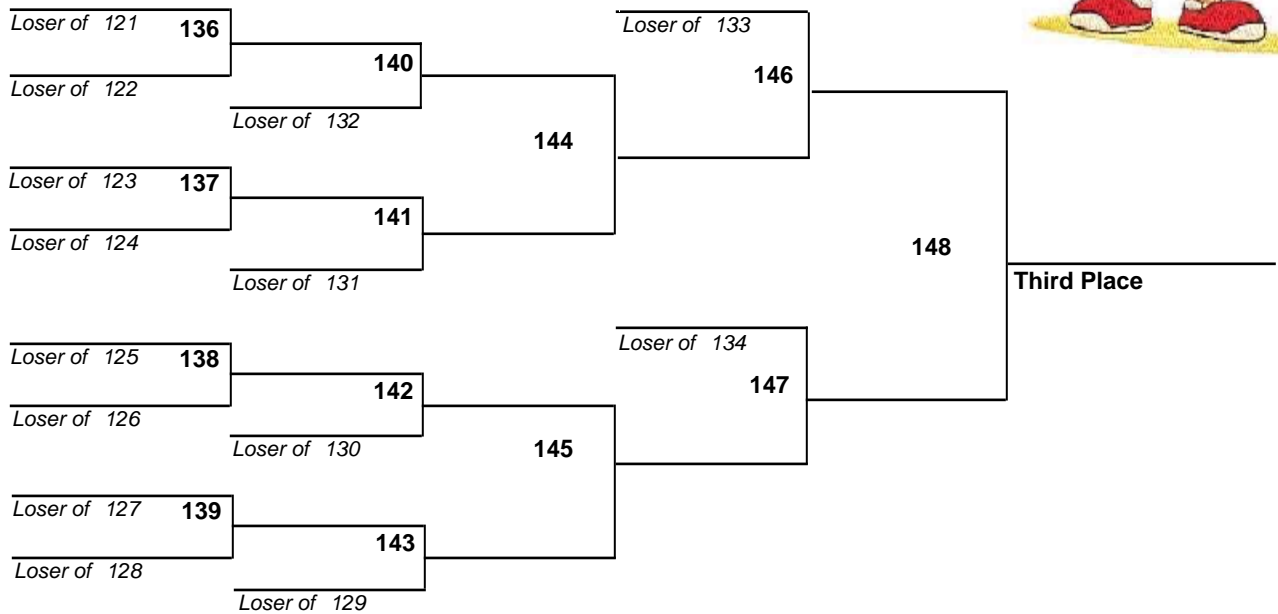 Loser of 121
136
Loser of 133
140
146
Loser of 122
Loser of 132
144
Loser of 123
137
141
Loser of 124
148
Loser of 131
Third Place
Loser of 134
Loser of 125
138
147
142
Loser of 126
Loser of 130
145
Loser of 127
139
143
Loser of 128
Loser of 129